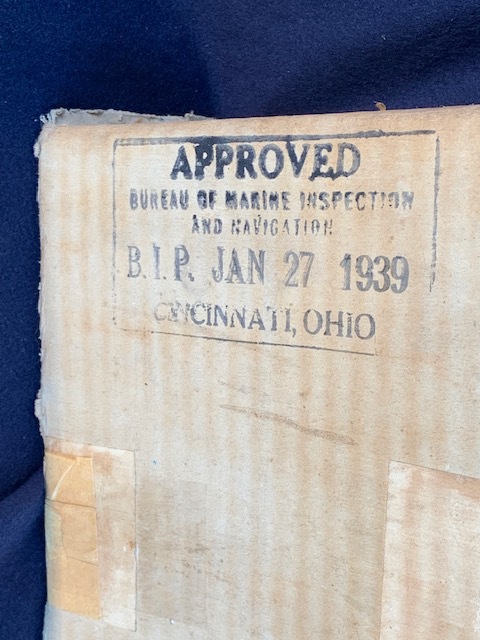 APPROVED
BUREAU OF MARINE INSPECTION
AND NAVIGATION
B.I.P. JAN 27 1939
CINCINNATI, OHIO